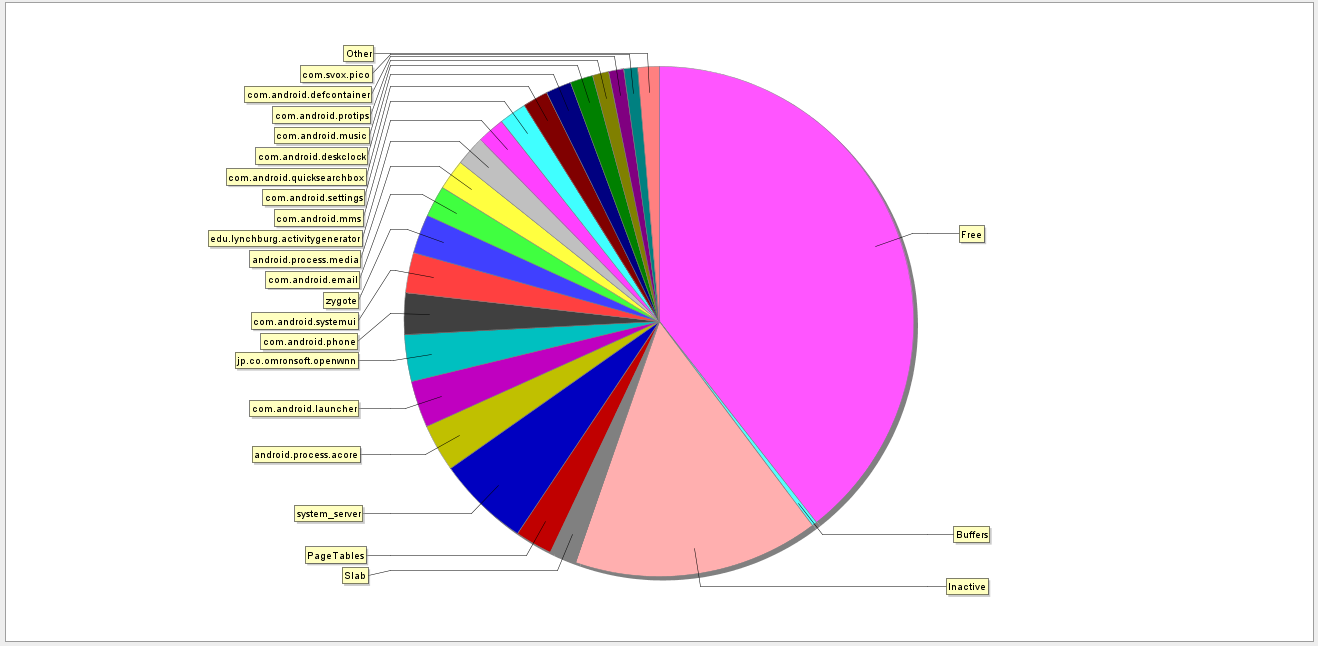 Other
com.svox.pico
com.android.defcontainer
com.android.protips
com.android.music
com.android.deskclock
com.android.quicksearchbox
com.android.settings
com.android.mms
edu.lynchburg.activitygenerator
android.process.media
com.android.email
zygote
com.android.systemui
com.android.phone
jp.co.omronsoft.openwnn
com.android.launcher
android.process.acore
system_server
PageTables
Slab
Free
Buffers
Inactive